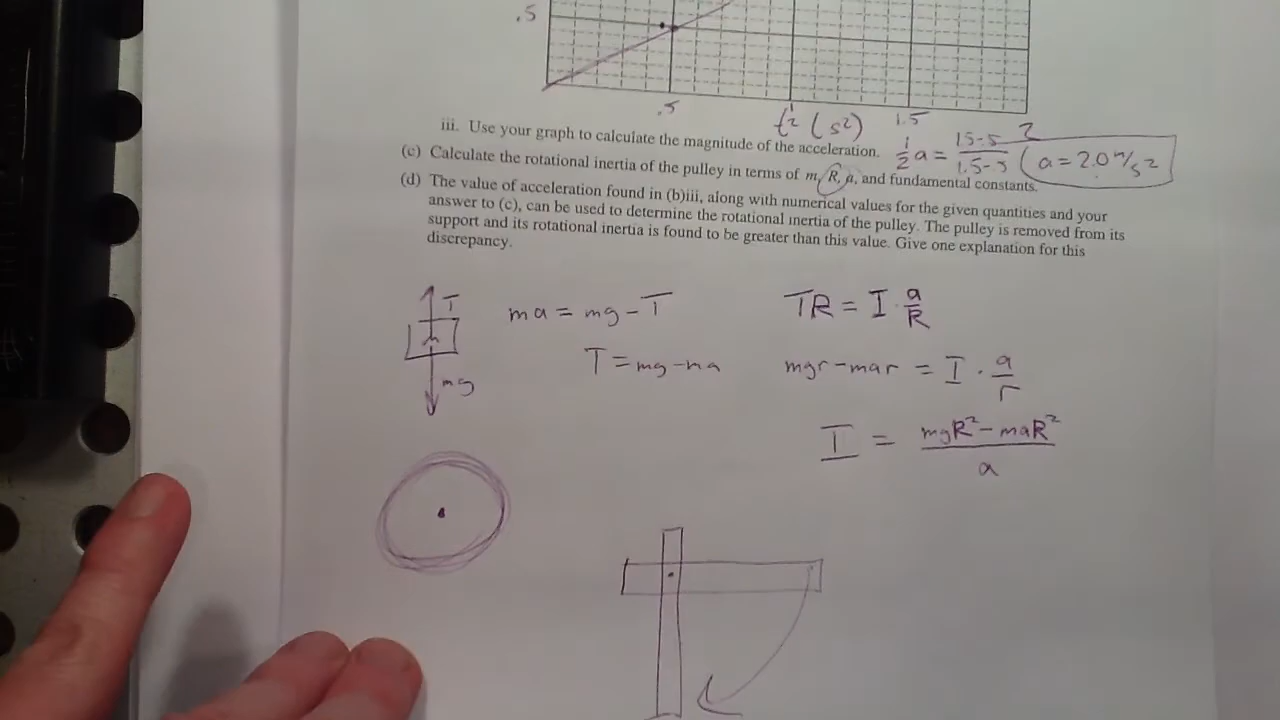 .5
.5
1
1.5
t² (s²)
iii. Use your graph to calculate the magnitude of the acceleration.
½a = 15-5 / 1.5-.5
2
a = 2.0 m/s²
(c) Calculate the rotational inertia of the pulley in terms of m, R, a, and fundamental constants.
(d) The value of acceleration found in (b)iii, along with numerical values for the given quantities and your
answer to (c), can be used to determine the rotational inertia of the pulley. The pulley is removed from its
support and its rotational inertia is found to be greater than this value. Give one explanation for this
discrepancy.
T
m
mg
ma = mg - T
T = mg - ma
TR = I · a/R
mgr - mar = I · a/r
I = mgR² - maR² / a